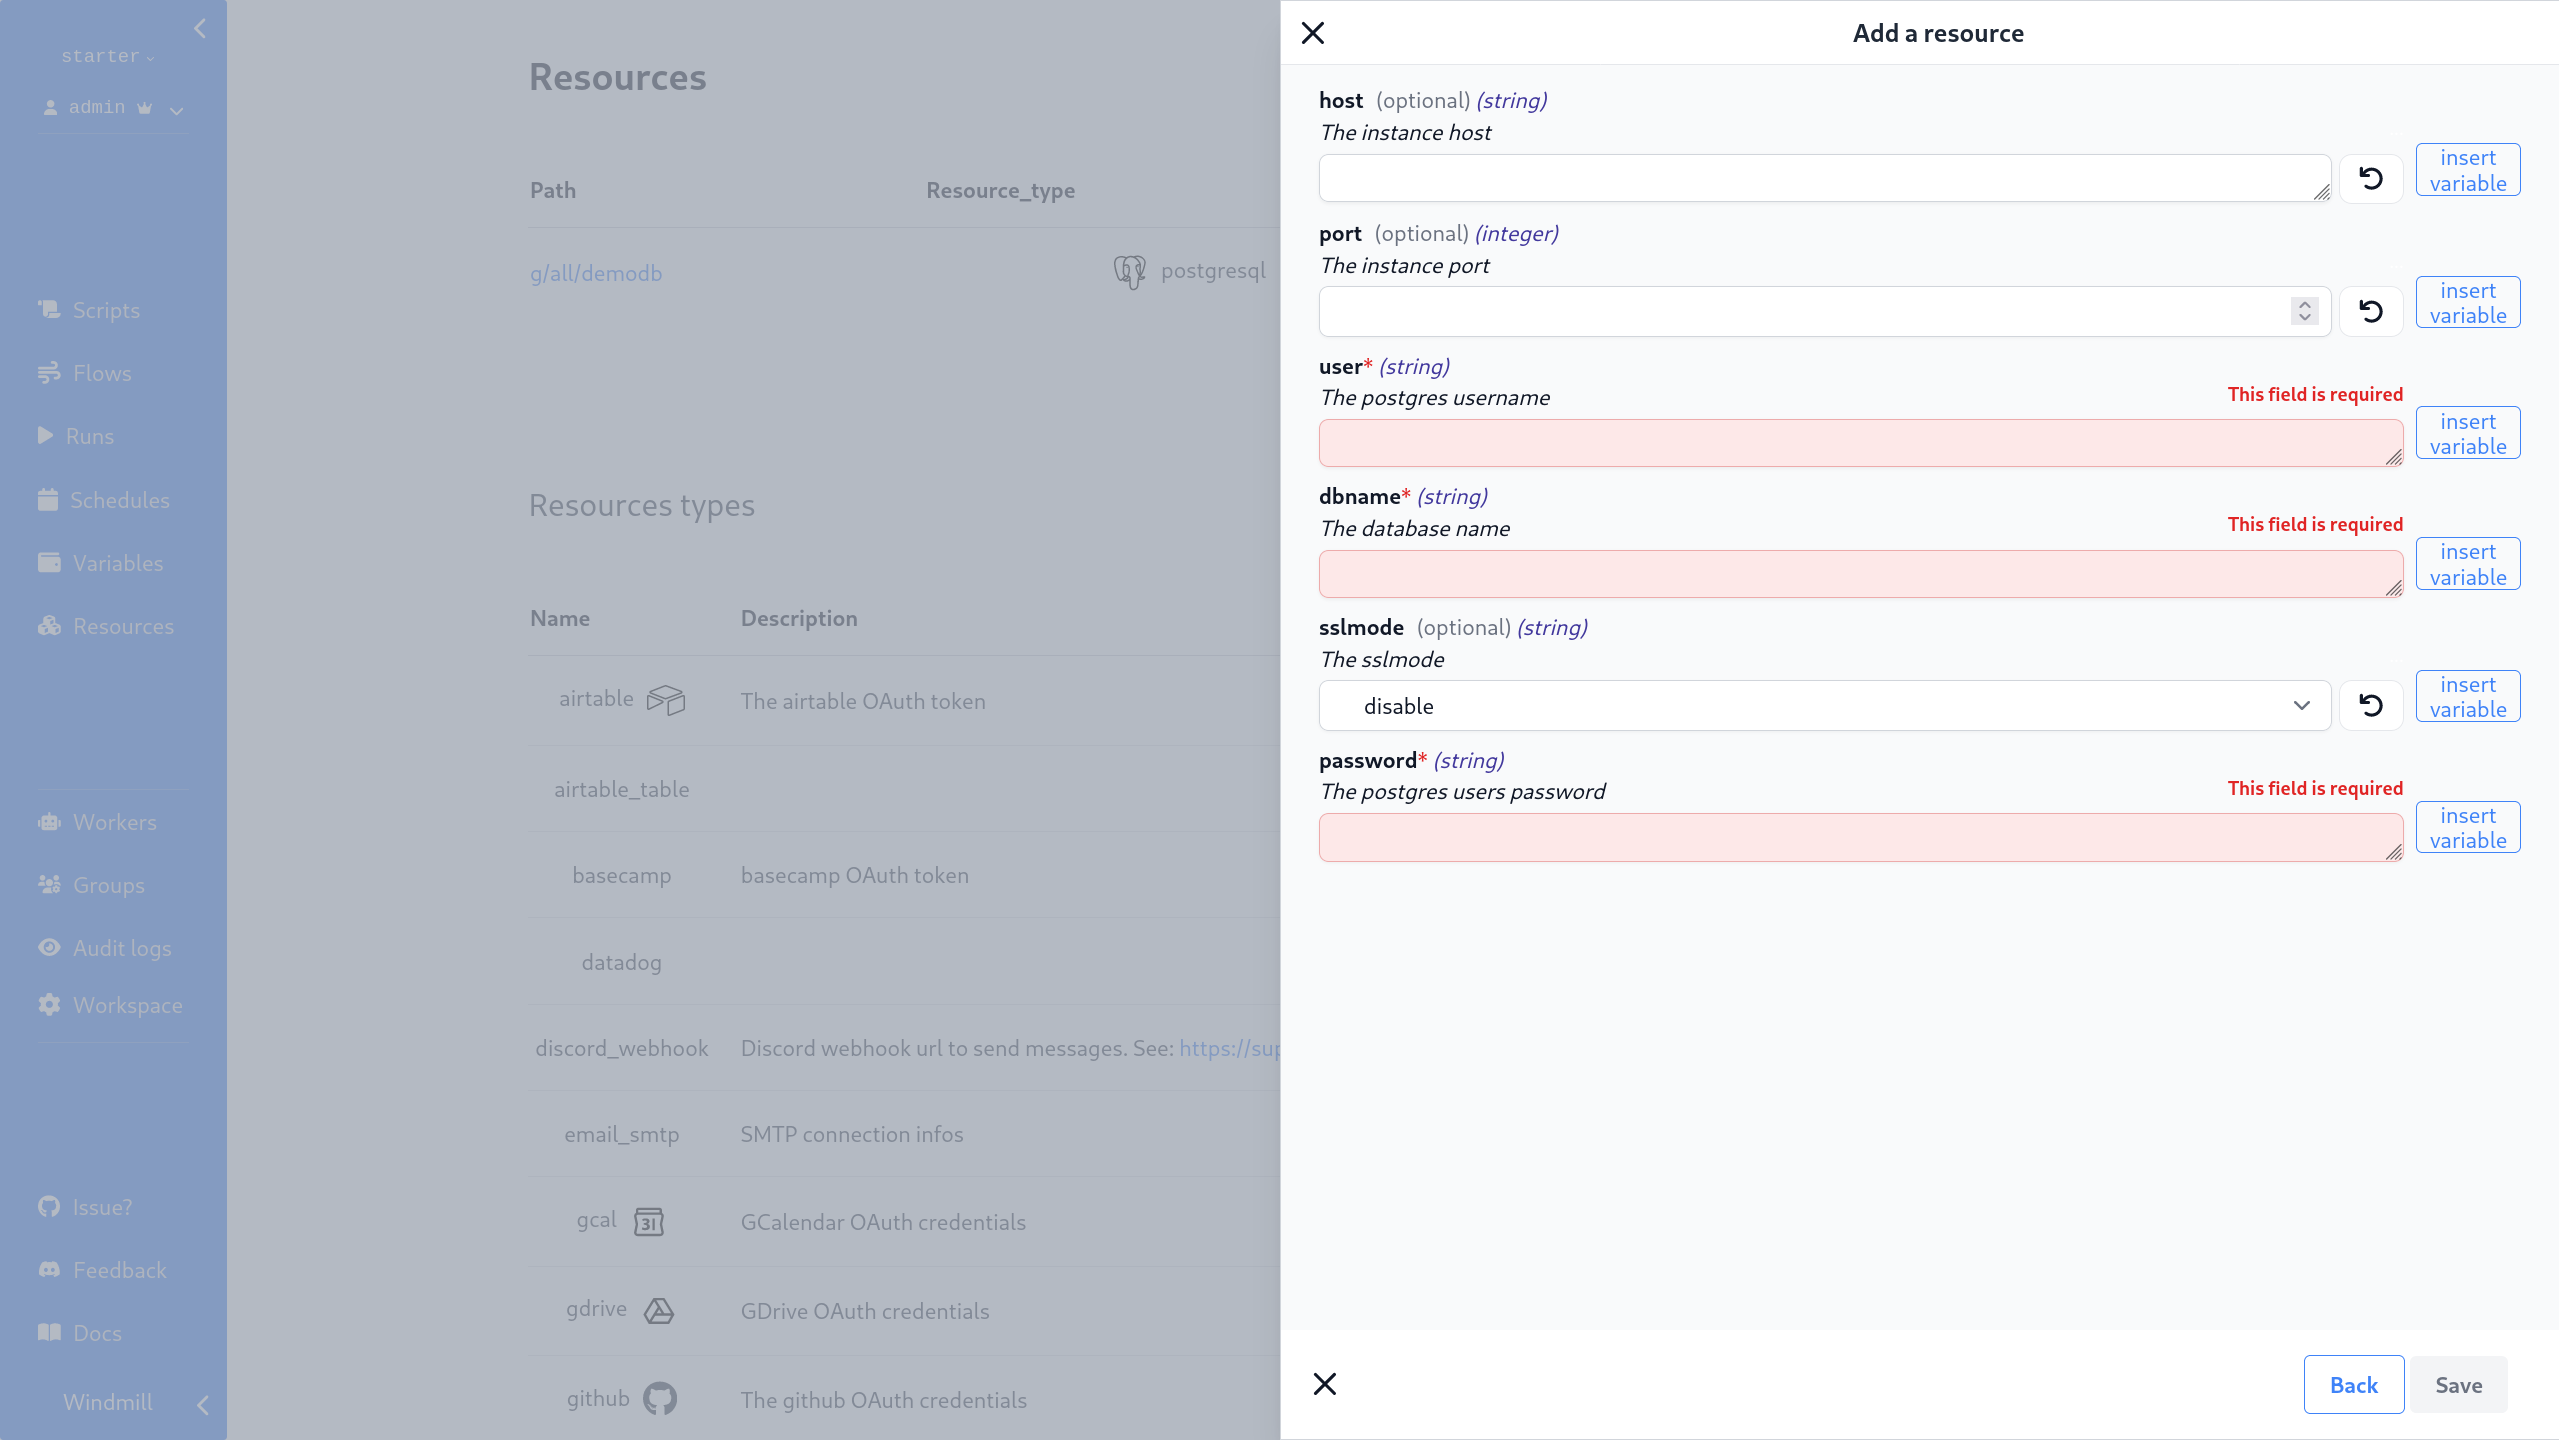 starter
admin
Scripts
Flows
Runs
Schedules
Variables
Resources
Workers
Groups
Audit logs
Workspace
Issue?
Feedback
Docs
Windmill
Resources
Path Resource_type
g/all/demodb postgresql
Resources types
Name Description
airtable The airtable OAuth token
airtable_table
basecamp basecamp OAuth token
datadog
discord_webhook Discord webhook url to send messages. See: https://sup
email_smtp SMTP connection infos
gcal 31 GCalendar OAuth credentials
gdrive GDrive OAuth credentials
github The github OAuth credentials
Add a resource
host (optional) (string)
The instance host
insert
variable
port (optional) (integer)
The instance port
insert
variable
user* (string)
The postgres username This field is required
insert
variable
dbname* (string)
The database name This field is required
insert
variable
sslmode (optional) (string)
The sslmode
disable
insert
variable
password* (string)
The postgres users password This field is required
insert
variable
Back Save